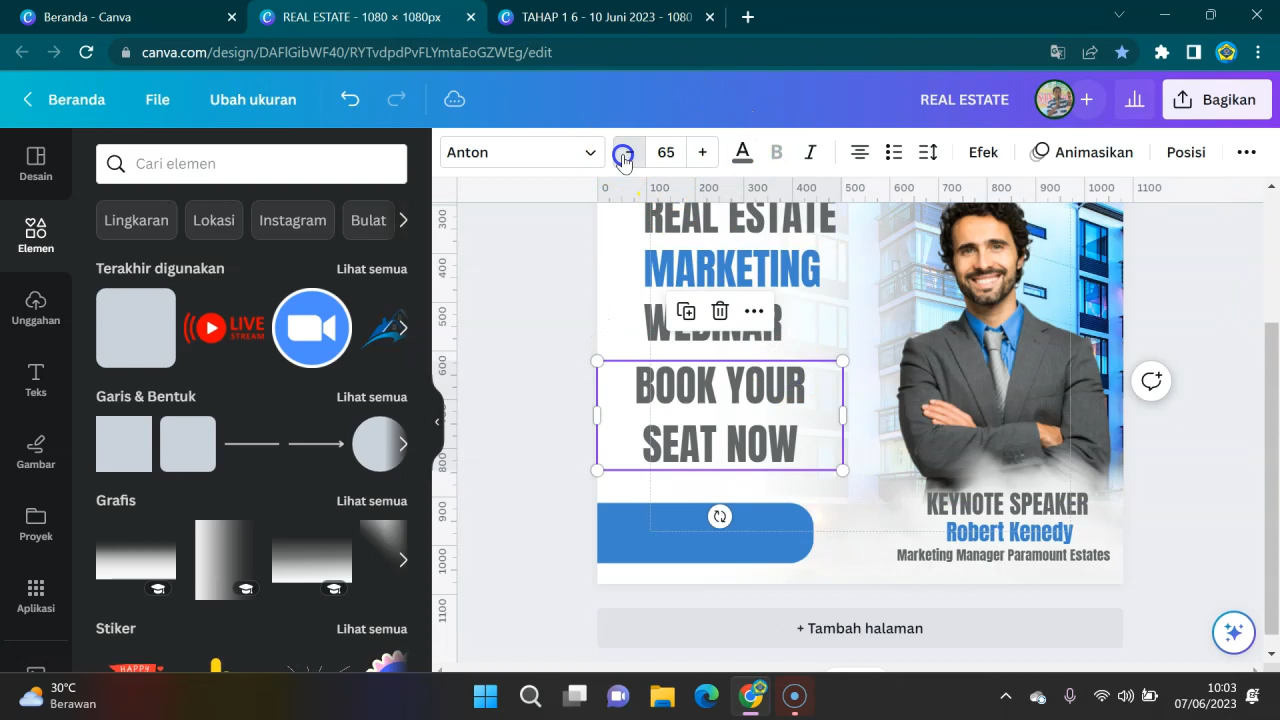 Beranda - Canva
REAL ESTATE - 1080 × 1080px
TAHAP 1 6 - 10 Juni 2023 - 1080
canva.com/design/DAFlGibWF40/RYTvdpdPvFLYmtaEoGZWEg/edit
Beranda
File
Ubah ukuran
REAL ESTATE
Bagikan
Anton
65
+
A
B
I
Efek
Animasikan
Posisi
Desain
Elemen
Unggahan
Teks
Gambar
Proyek
Aplikasi
Cari elemen
Lingkaran
Lokasi
Instagram
Bulat
Terakhir digunakan
Lihat semua
LIVE
STREAM
Garis & Bentuk
Lihat semua
Grafis
Lihat semua
Stiker
Lihat semua
HAPPY
0 100 200 300 400 500 600 700 800 900 1000 1100
300
400
500
600
800
900
1000
1100
REAL ESTATE
MARKETING
WEBINAR
BOOK YOUR
SEAT NOW
KEYNOTE SPEAKER
Robert Kenedy
Marketing Manager Paramount Estates
+ Tambah halaman
30°C
Berawan
10:03
07/06/2023